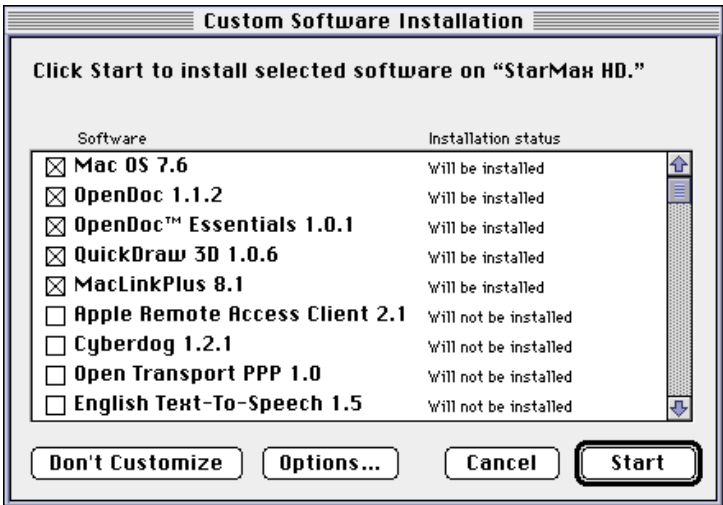 Custom Software Installation
Click Start to install selected software on “StarMax HD.”
Software Installation status
Mac OS 7.6 Will be installed
OpenDoc 1.1.2 Will be installed
OpenDoc™ Essentials 1.0.1 Will be installed
QuickDraw 3D 1.0.6 Will be installed
MacLinkPlus 8.1 Will be installed
Apple Remote Access Client 2.1 Will not be installed
Cyberdog 1.2.1 Will not be installed
Open Transport PPP 1.0 Will not be installed
English Text-To-Speech 1.5 Will not be installed
Don't Customize Options... Cancel Start